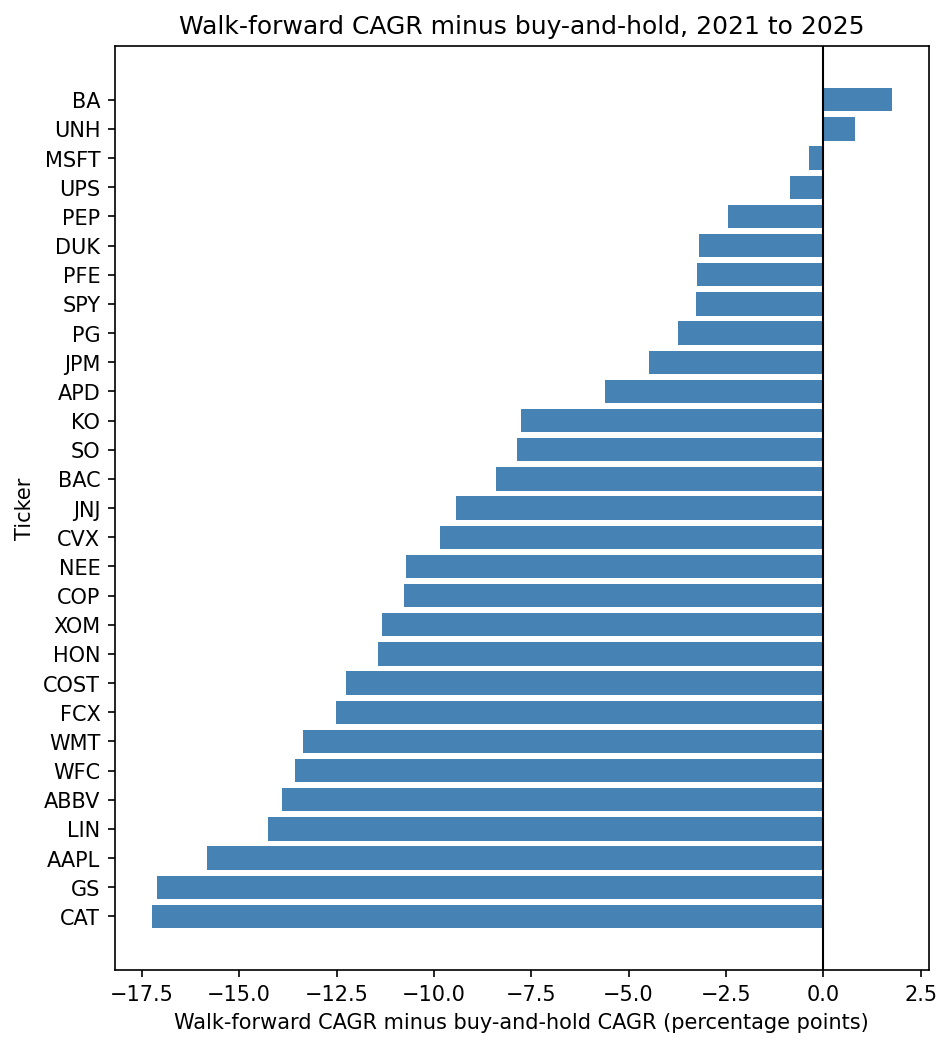 Walk-forward CAGR minus buy-and-hold, 2021 to 2025
BA
UNH
MSFT
UPS
PEP
DUK
PFE
SPY
PG
JPM
APD
KO
SO
BAC
JNJ
CVX
NEE
COP
XOM
HON
COST
FCX
WMT
WFC
ABBV
LIN
AAPL
GS
CAT
Ticker
−17.5 −15.0 −12.5 −10.0 −7.5 −5.0 −2.5 0.0 2.5
Walk-forward CAGR minus buy-and-hold CAGR (percentage points)